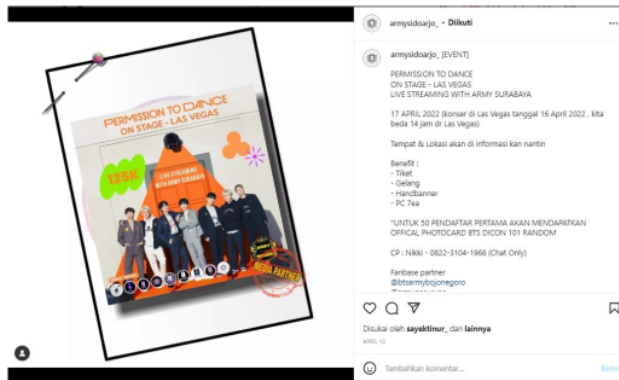 PERMISSION TO DANCE
ON STAGE - LAS VEGAS
125K
LIVE STREAMING
WITH ARMY SURABAYA
MEDIA PARTNER
armysidoarjo_ • Diikuti
armysidoarjo_ [EVENT]
PERMISSION TO DANCE
ON STAGE - LAS VEGAS
LIVE STREAMING WITH ARMY SURABAYA
17 APRIL 2022 (konser di Las Vegas tanggal 16 April 2022 , kita
beda 14 jam dr Las Vegas)
Tempat & Lokasi akan di informasi kan nantin
Benefit :
- Tiket
- Gelang
- Handbanner
- PC 7ea
*UNTUK 50 PENDAFTAR PERTAMA AKAN MENDAPATKAN
OFFICAL PHOTOCARD BTS DICON 101 RANDOM
CP : Nikki - 0822-3104-1968 (Chat Only)
Fanbase partner
@btsarmybojonegoro
Disukai oleh sayektinur_ dan lainnya
APRIL 13
Tambahkan komentar...
Kirim